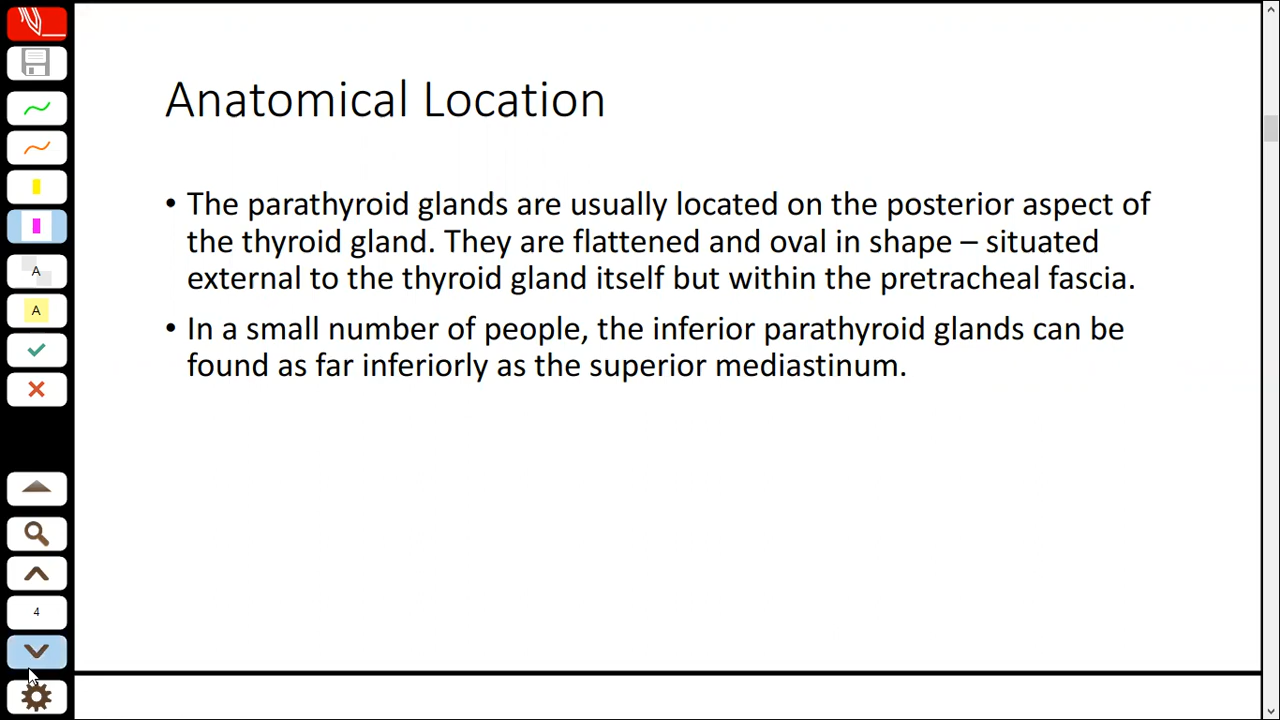 Anatomical Location
• The parathyroid glands are usually located on the posterior aspect of
the thyroid gland. They are flattened and oval in shape – situated
external to the thyroid gland itself but within the pretracheal fascia.
• In a small number of people, the inferior parathyroid glands can be
found as far inferiorly as the superior mediastinum.
A
A
4